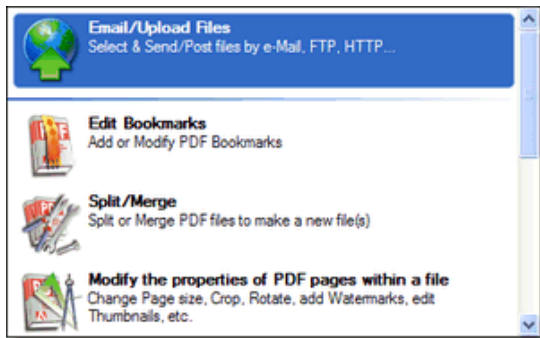 Email/Upload Files
Select & Send/Post files by e-Mail, FTP, HTTP...
Edit Bookmarks
Add or Modify PDF Bookmarks
Split/Merge
Split or Merge PDF files to make a new file(s)
Modify the properties of PDF pages within a file
Change Page size, Crop, Rotate, add Watermarks, edit
Thumbnails, etc.